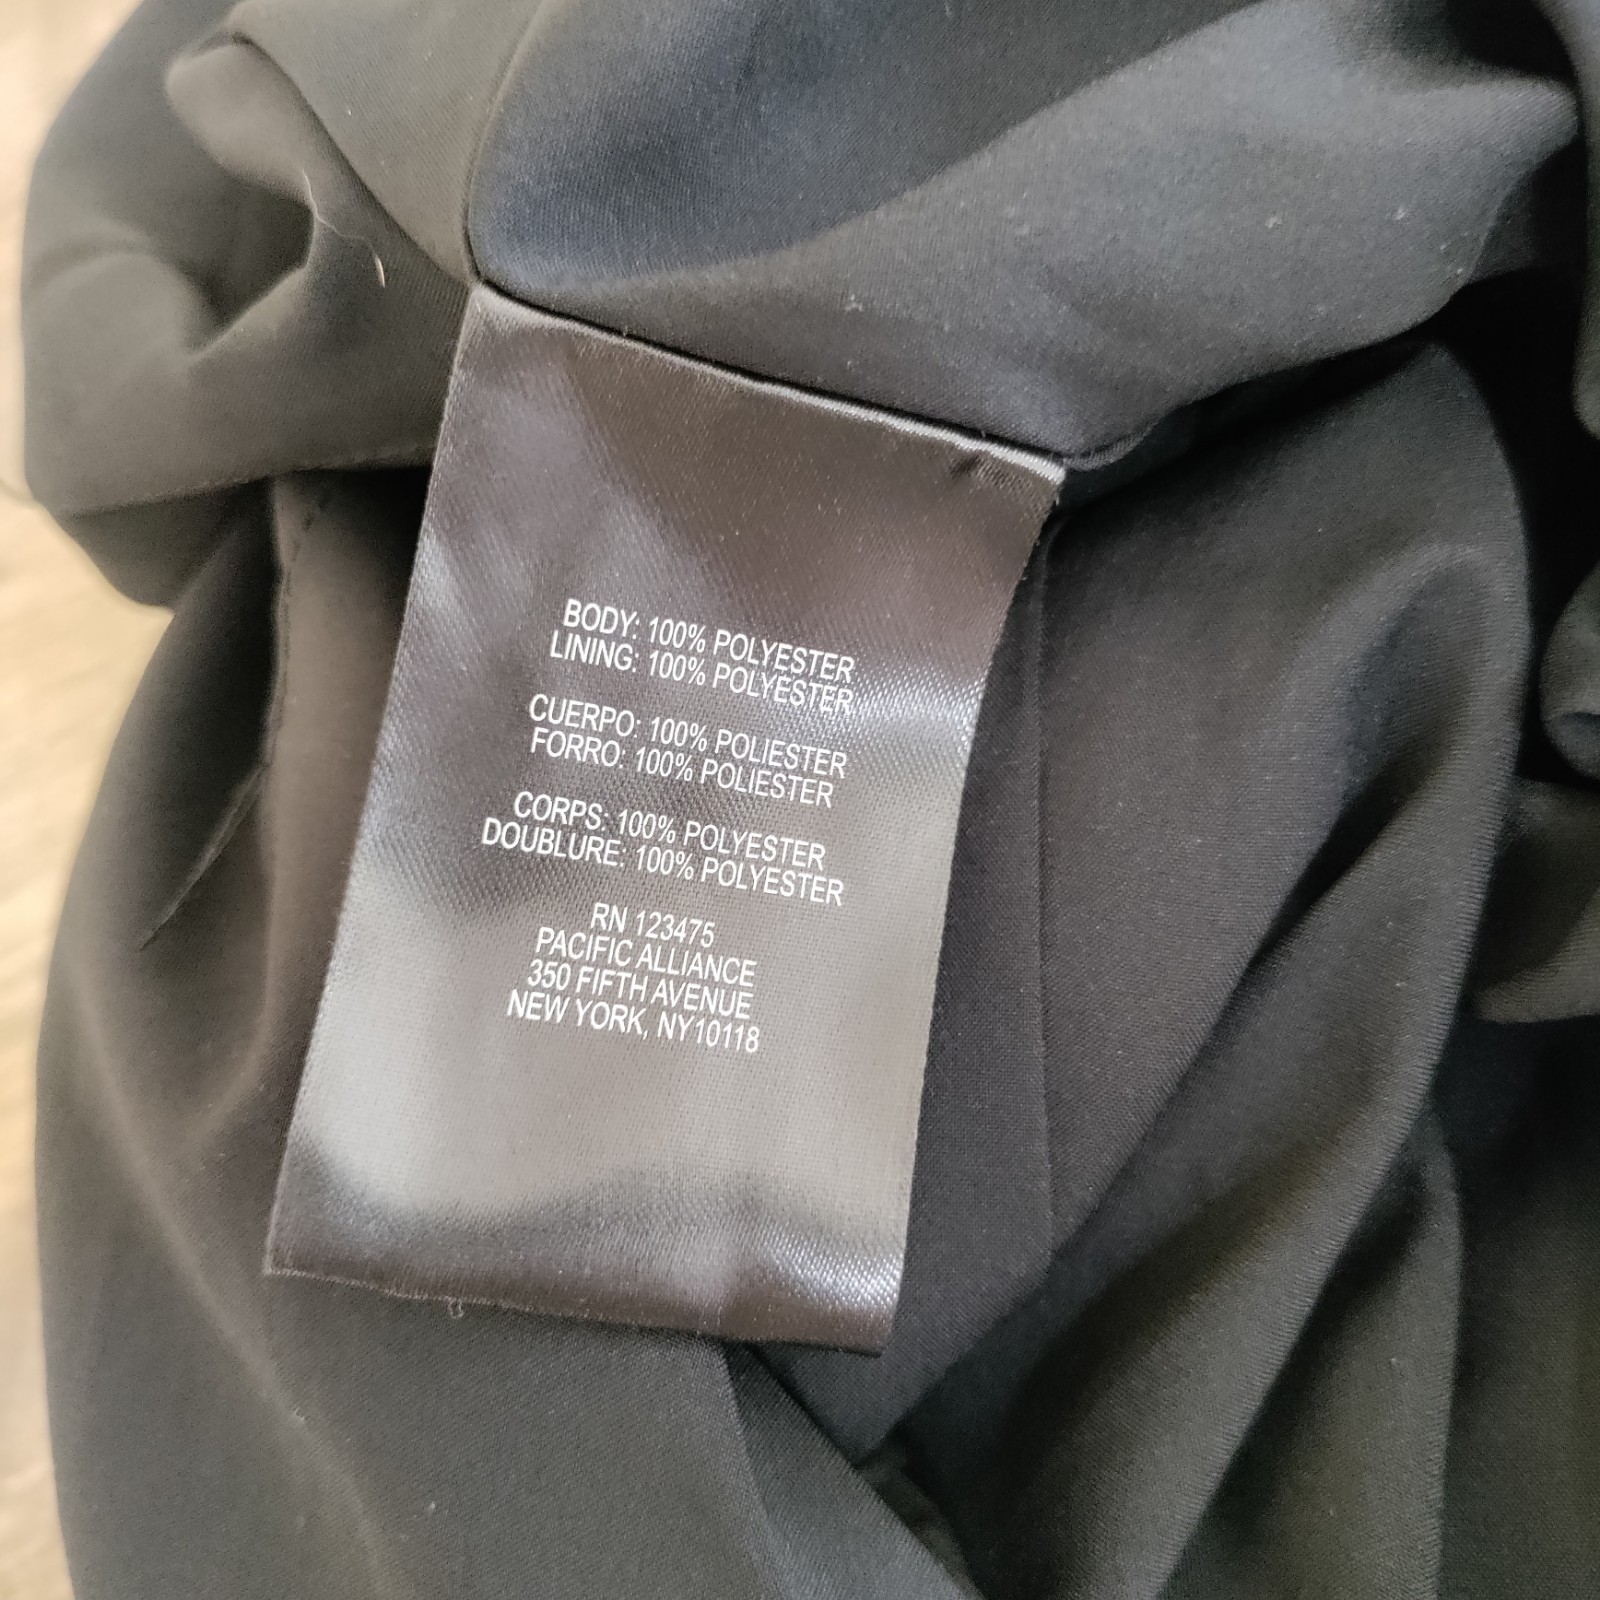 BODY: 100% POLYESTER
LINING: 100% POLYESTER
CUERPO: 100% POLIESTER
FORRO: 100% POLIESTER
CORPS: 100% POLYESTER
DOUBLURE: 100% POLYESTER
RN 123475
PACIFIC ALLIANCE
350 FIFTH AVENUE
NEW YORK, NY10118